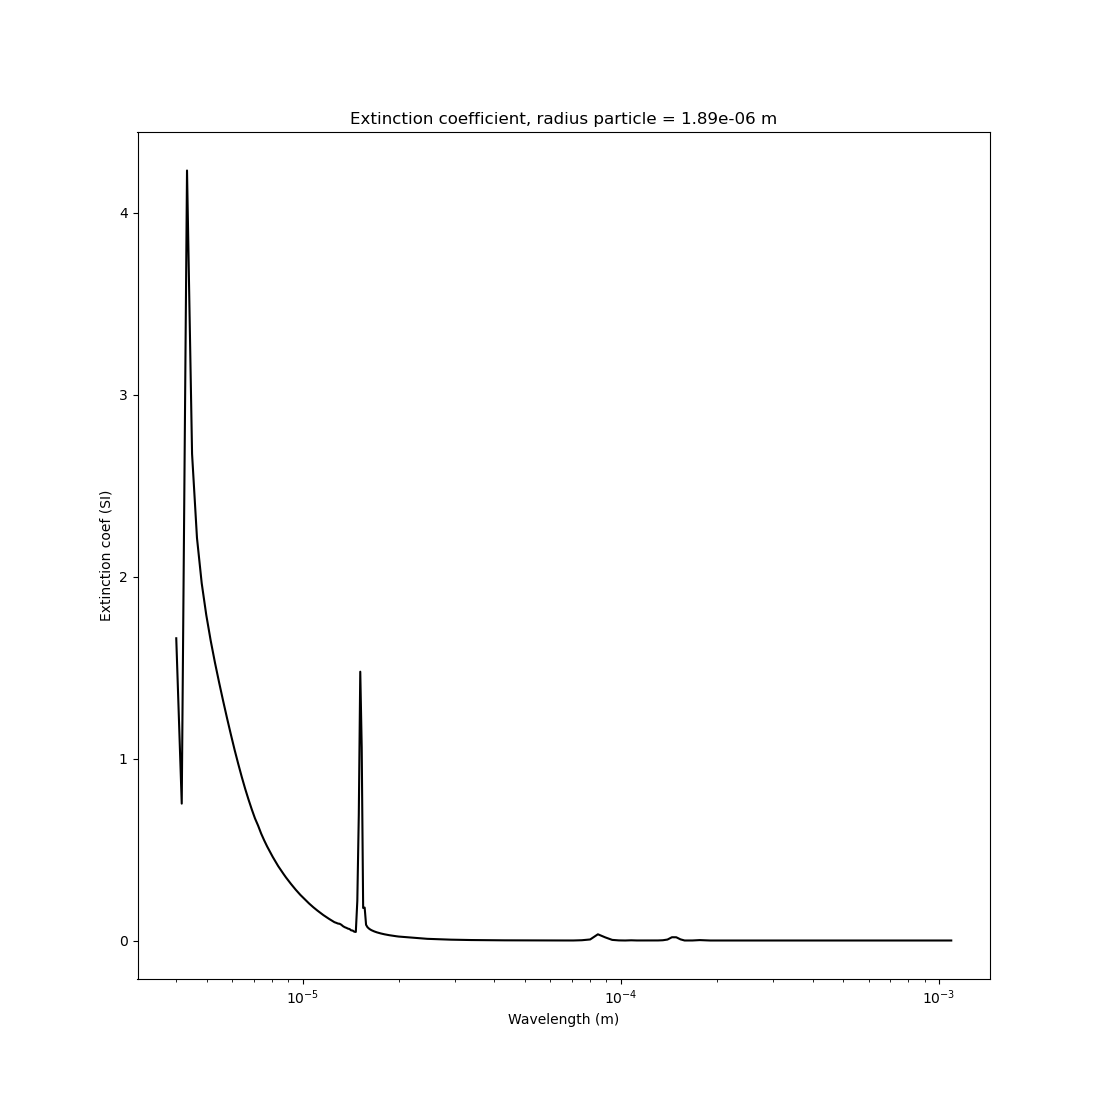 Extinction coefficient, radius particle = 1.89e-06 m
4
3
2
1
0
Extinction coef (SI)
10⁻⁵
10⁻⁴
10⁻³
Wavelength (m)